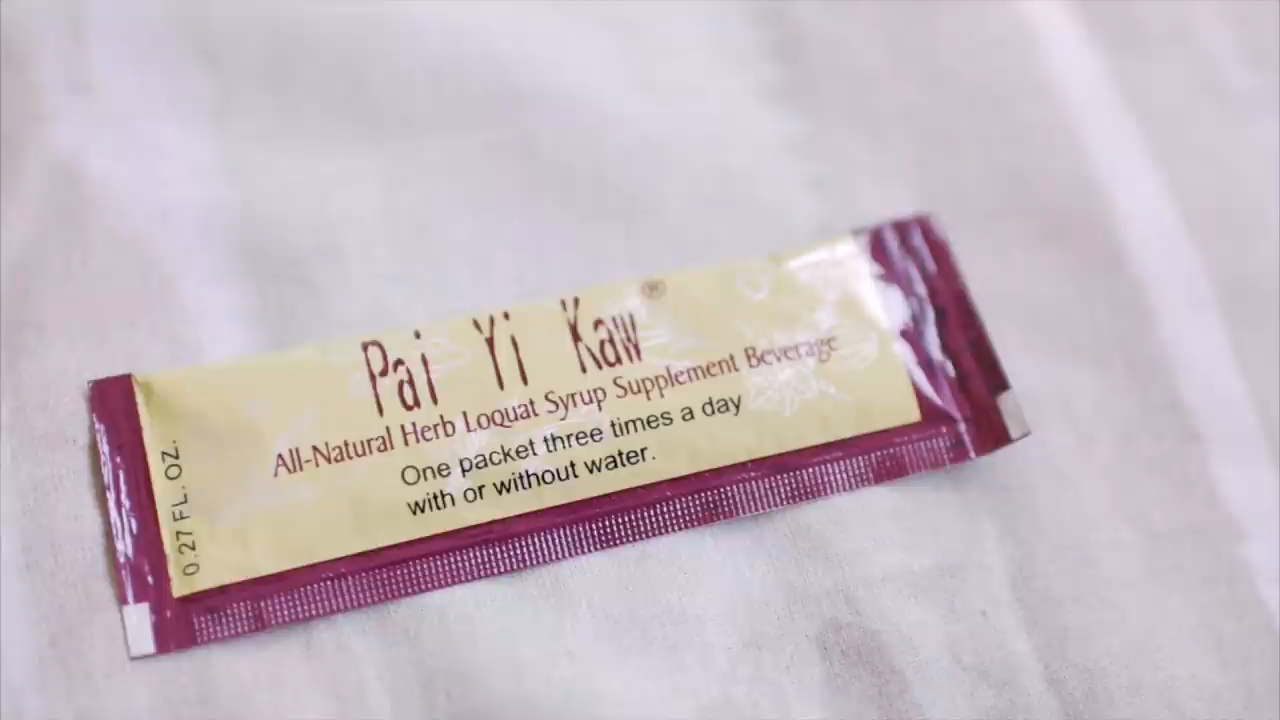 Pai Yi Kaw®
All-Natural Herb Loquat Syrup Supplement Beverage
One packet three times a day
with or without water.
0.27 FL. OZ.